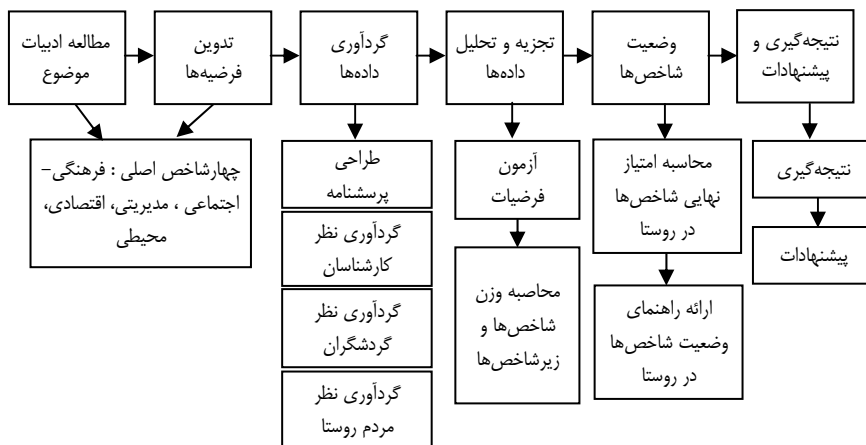 مطالعه ادبیات
موضوع
تدوین
فرضیه‌ها
گردآوری
داده‌ها
تجزیه و تحلیل
داده‌ها
وضعیت
شاخص‌ها
نتیجه‌گیری و
پیشنهادات
چهارشاخص اصلی : فرهنگی–
اجتماعی ، مدیریتی، اقتصادی،
محیطی
طراحی
پرسشنامه
گردآوری نظر
کارشناسان
گردآوری نظر
گردشگران
گردآوری نظر
مردم روستا
آزمون
فرضیات
محاصبه وزن
شاخص‌ها و
زیرشاخص‌ها
محاسبه امتیاز
نهایی شاخص‌ها
در روستا
ارائه راهنمای
وضعیت شاخص‌ها
در روستا
نتیجه‌گیری
پیشنهادات